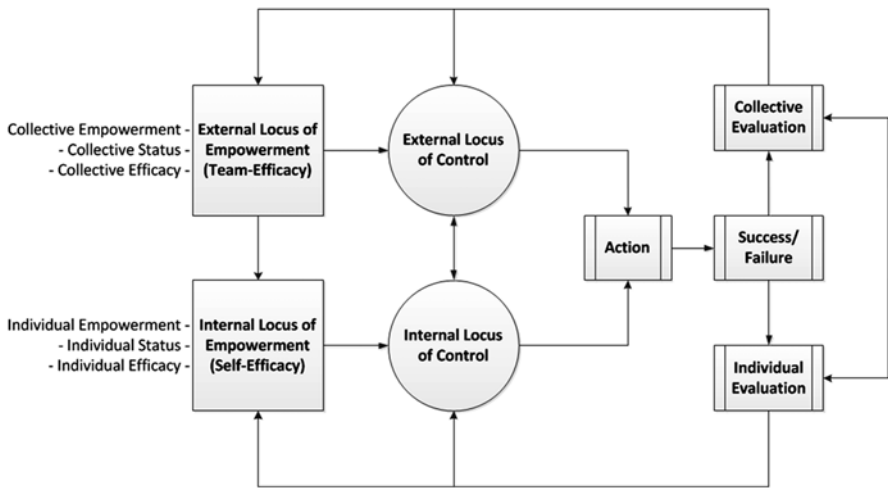 Collective Empowerment -
- Collective Status -
- Collective Efficacy -
External Locus of
Empowerment
(Team-Efficacy)
External Locus
of Control
Collective
Evaluation
Action
Success/
Failure
Individual Empowerment -
- Individual Status -
- Individual Efficacy -
Internal Locus of
Empowerment
(Self-Efficacy)
Internal Locus
of Control
Individual
Evaluation